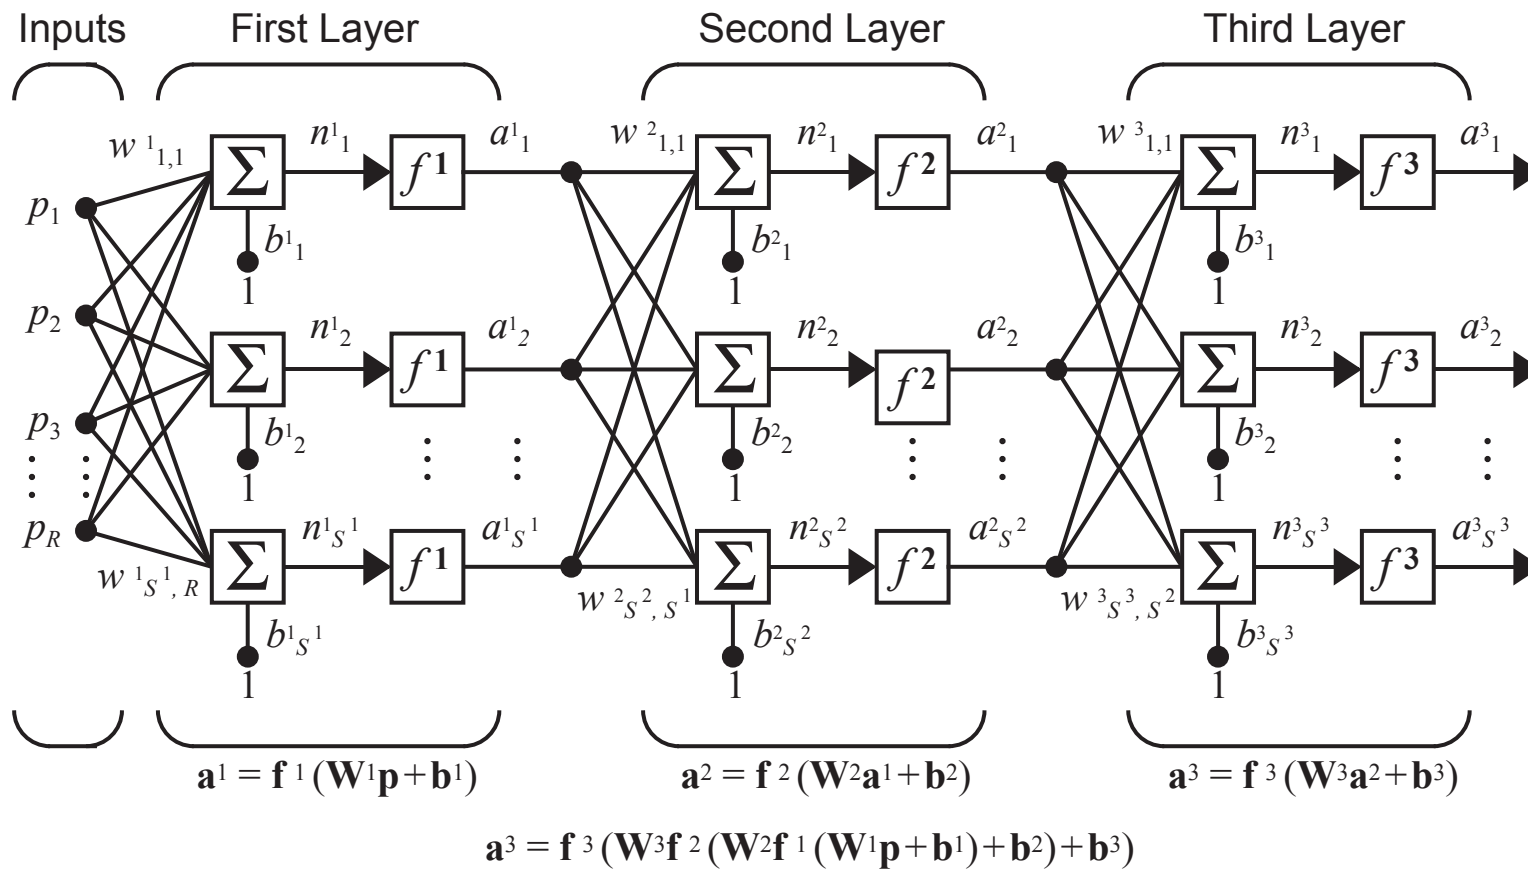 Inputs First Layer Second Layer Third Layer
w¹₁,₁ n¹₁ a¹₁ w²₁,₁ n²₁ a²₁ w³₁,₁ n³₁ a³₁
Σ f¹ Σ f² Σ f³
p₁ b¹₁ b²₁ b³₁
1 1 1
p₂ n¹₂ a¹₂ n²₂ a²₂ n³₂ a³₂
Σ f¹ Σ f² Σ f³
p₃ b¹₂ b²₂ b³₂
⋮ ⋮ ⋮ ⋮ ⋮ ⋮ ⋮ ⋮
1 1 1
p_R n¹_S¹ a¹_S¹ n²_S² a²_S² n³_S³ a³_S³
Σ f¹ Σ f² Σ f³
w¹_S¹, R w²_S², S¹ w³_S³, S²
b¹_S¹ b²_S² b³_S³
1 1 1
a¹ = f¹ (W¹p + b¹) a² = f² (W²a¹ + b²) a³ = f³ (W³a² + b³)
a³ = f³ (W³f² (W²f¹ (W¹p + b¹) + b²) + b³)